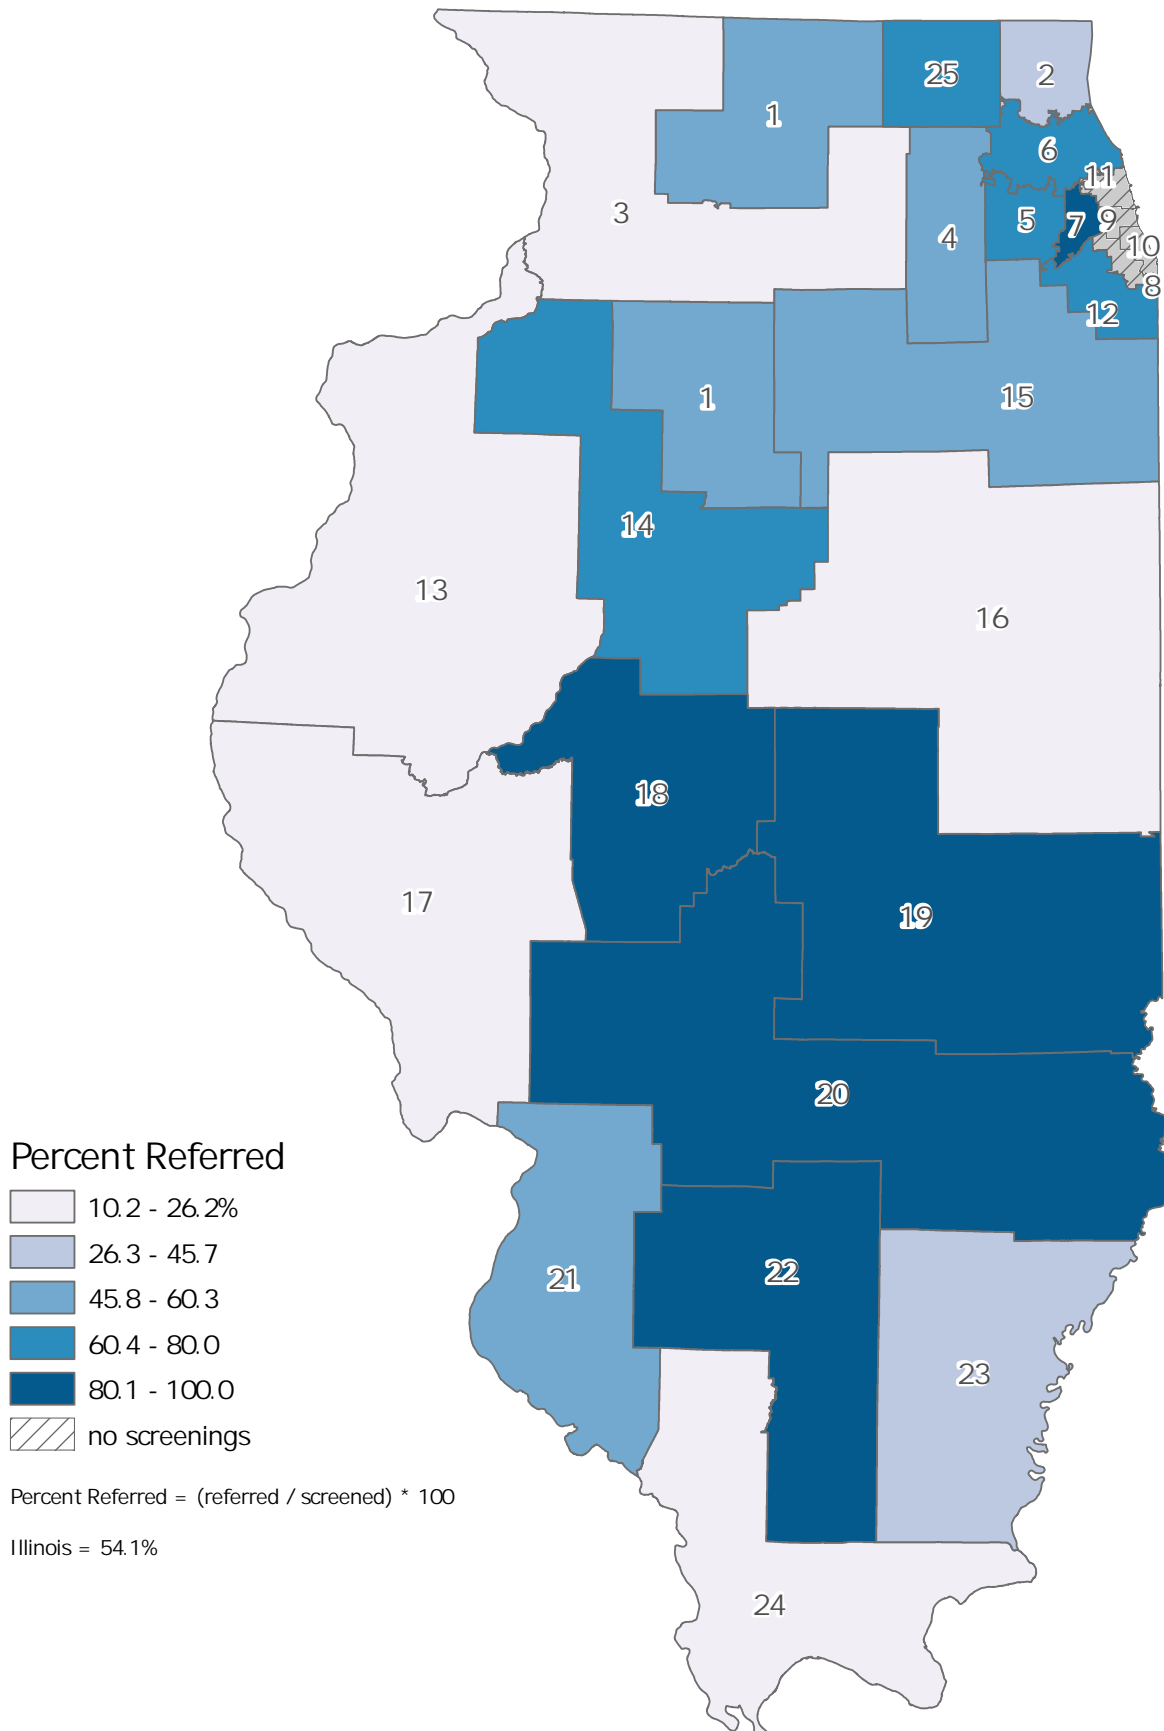 25
2
1
6
11
3
5
7
9
4
10
8
12
1
15
14
13
16
18
17
19
20
Percent Referred
10.2 - 26.2%
26.3 - 45.7
21
22
45.8 - 60.3
60.4 - 80.0
23
80.1 - 100.0
no screenings
Percent Referred = (referred / screened) * 100
Illinois = 54.1%
24